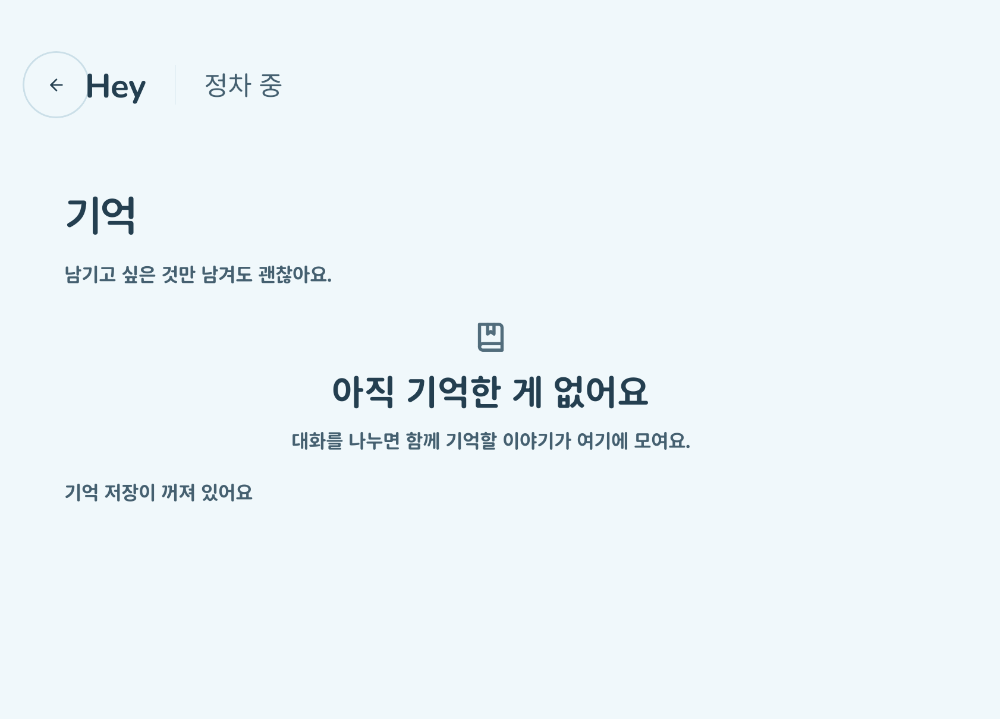 Hey 정차 중
기억
남기고 싶은 것만 남겨도 괜찮아요.
아직 기억한 게 없어요
대화를 나누면 함께 기억할 이야기가 여기에 모여요.
기억 저장이 꺼져 있어요